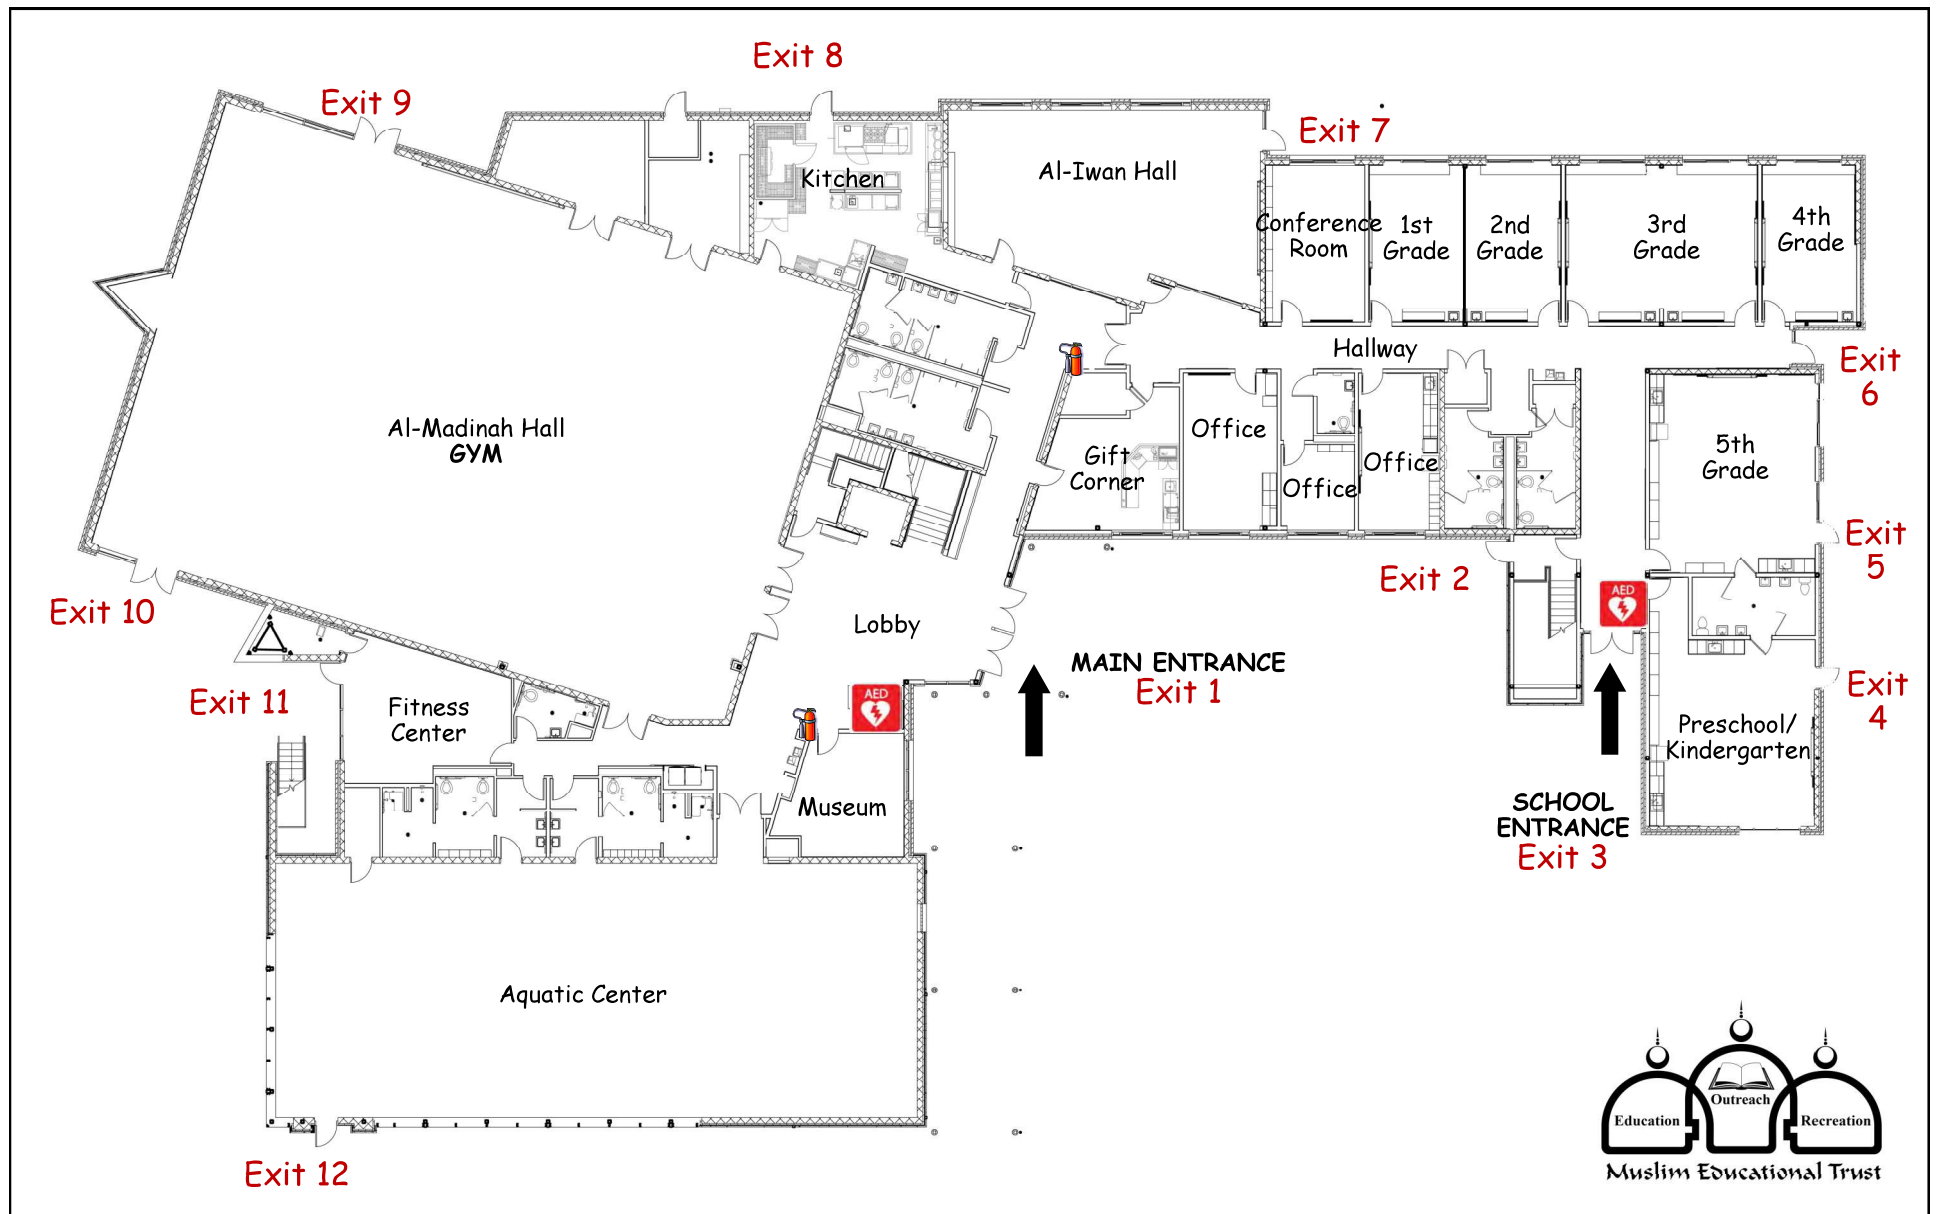 Exit 8
Exit 9
Exit 7
Kitchen
Al-Iwan Hall
Conference
Room
1st
Grade
2nd
Grade
3rd
Grade
4th
Grade
Hallway
Exit
6
Al-Madinah Hall
GYM
Gift
Corner
Office
Office
Office
5th
Grade
Exit
5
Exit 10
Exit 2
AED
Lobby
MAIN ENTRANCE
Exit 1
Exit 11
Fitness
Center
AED
Exit
4
Preschool/
Kindergarten
Museum
SCHOOL
ENTRANCE
Exit 3
Aquatic Center
Exit 12
Education
Outreach
Recreation
Muslim Educational Trust